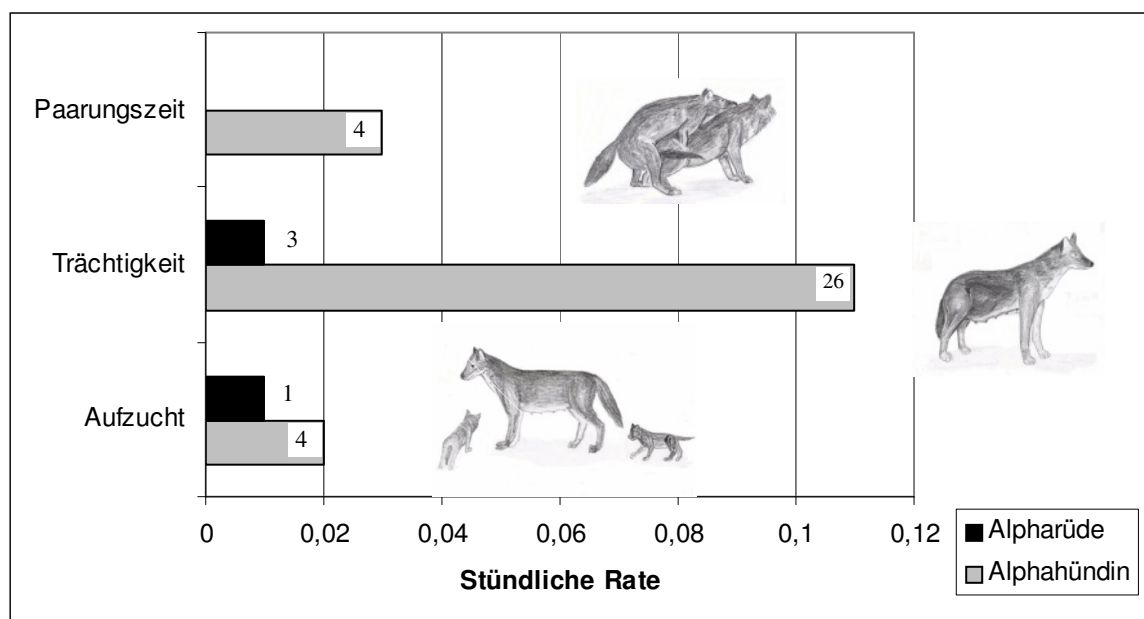 Paarungszeit
4
3
Trächtigkeit
26
1
Aufzucht
4
0 0,02 0,04 0,06 0,08 0,1 0,12
Stündliche Rate
Alpharüde
Alphahündin